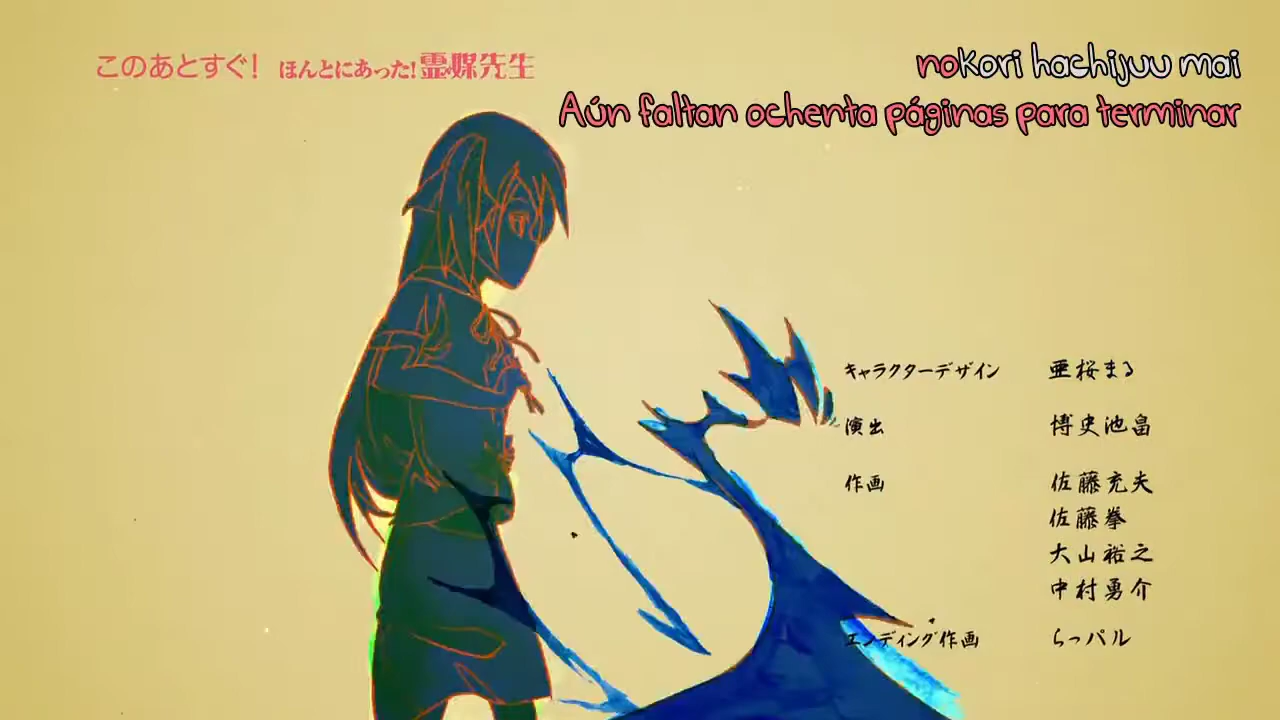 このあとすぐ! ほんとにあった!霊媒先生
noKori hachijuu mai
Aún faltan ochenta páginas para terminar
キャラクターデザイン 亜桜まる
演出 博史池畠
作画 佐藤充夫
佐藤拳
大山裕之
中村勇介
エンディング作画 らっパル